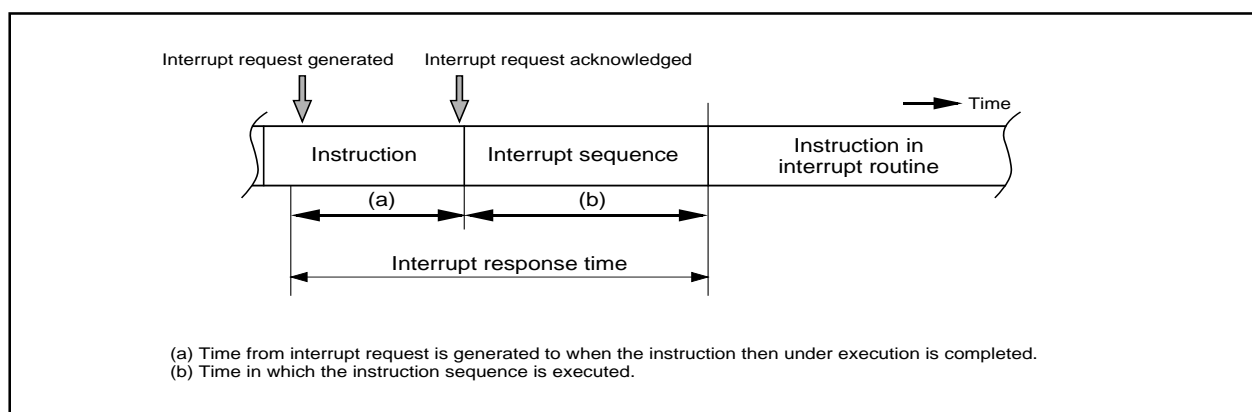 Interrupt request generated
Interrupt request acknowledged
Time
Instruction
Interrupt sequence
Instruction in
interrupt routine
(a)
(b)
Interrupt response time
(a) Time from interrupt request is generated to when the instruction then under execution is completed.
(b) Time in which the instruction sequence is executed.